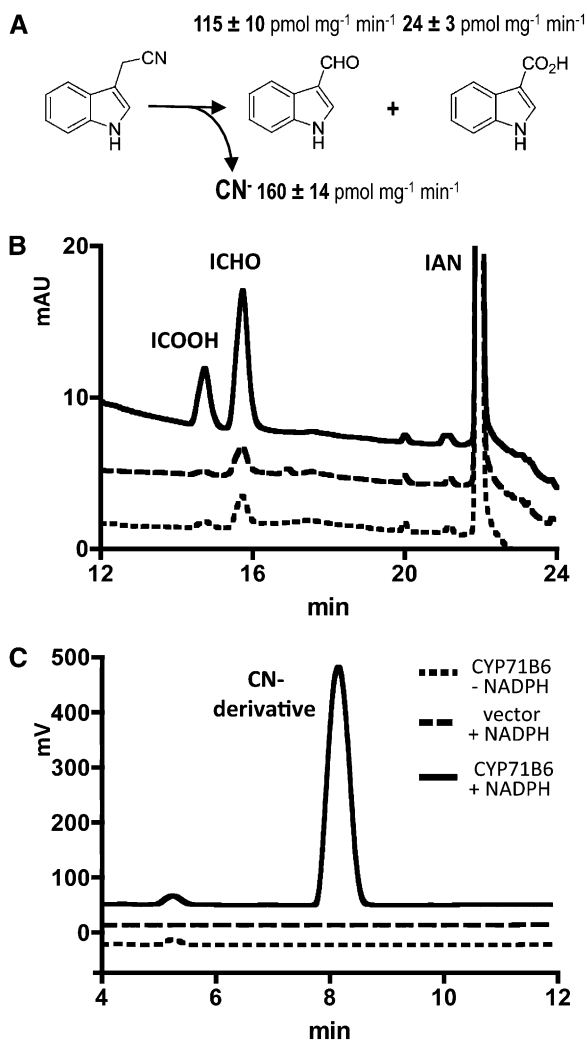 A
115 ± 10 pmol mg⁻¹ min⁻¹ 24 ± 3 pmol mg⁻¹ min⁻¹
CN
CHO
CO₂H
+
N
H
N
H
N
H
CN⁻ 160 ± 14 pmol mg⁻¹ min⁻¹
B
20
mAU
ICHO
IAN
ICOOH
10
0
12
16
20
24
min
C
500
CN-
derivative
CYP71B6
- NADPH
400
mV
vector
+ NADPH
300
CYP71B6
+ NADPH
200
100
0
4
6
8
10
12
min